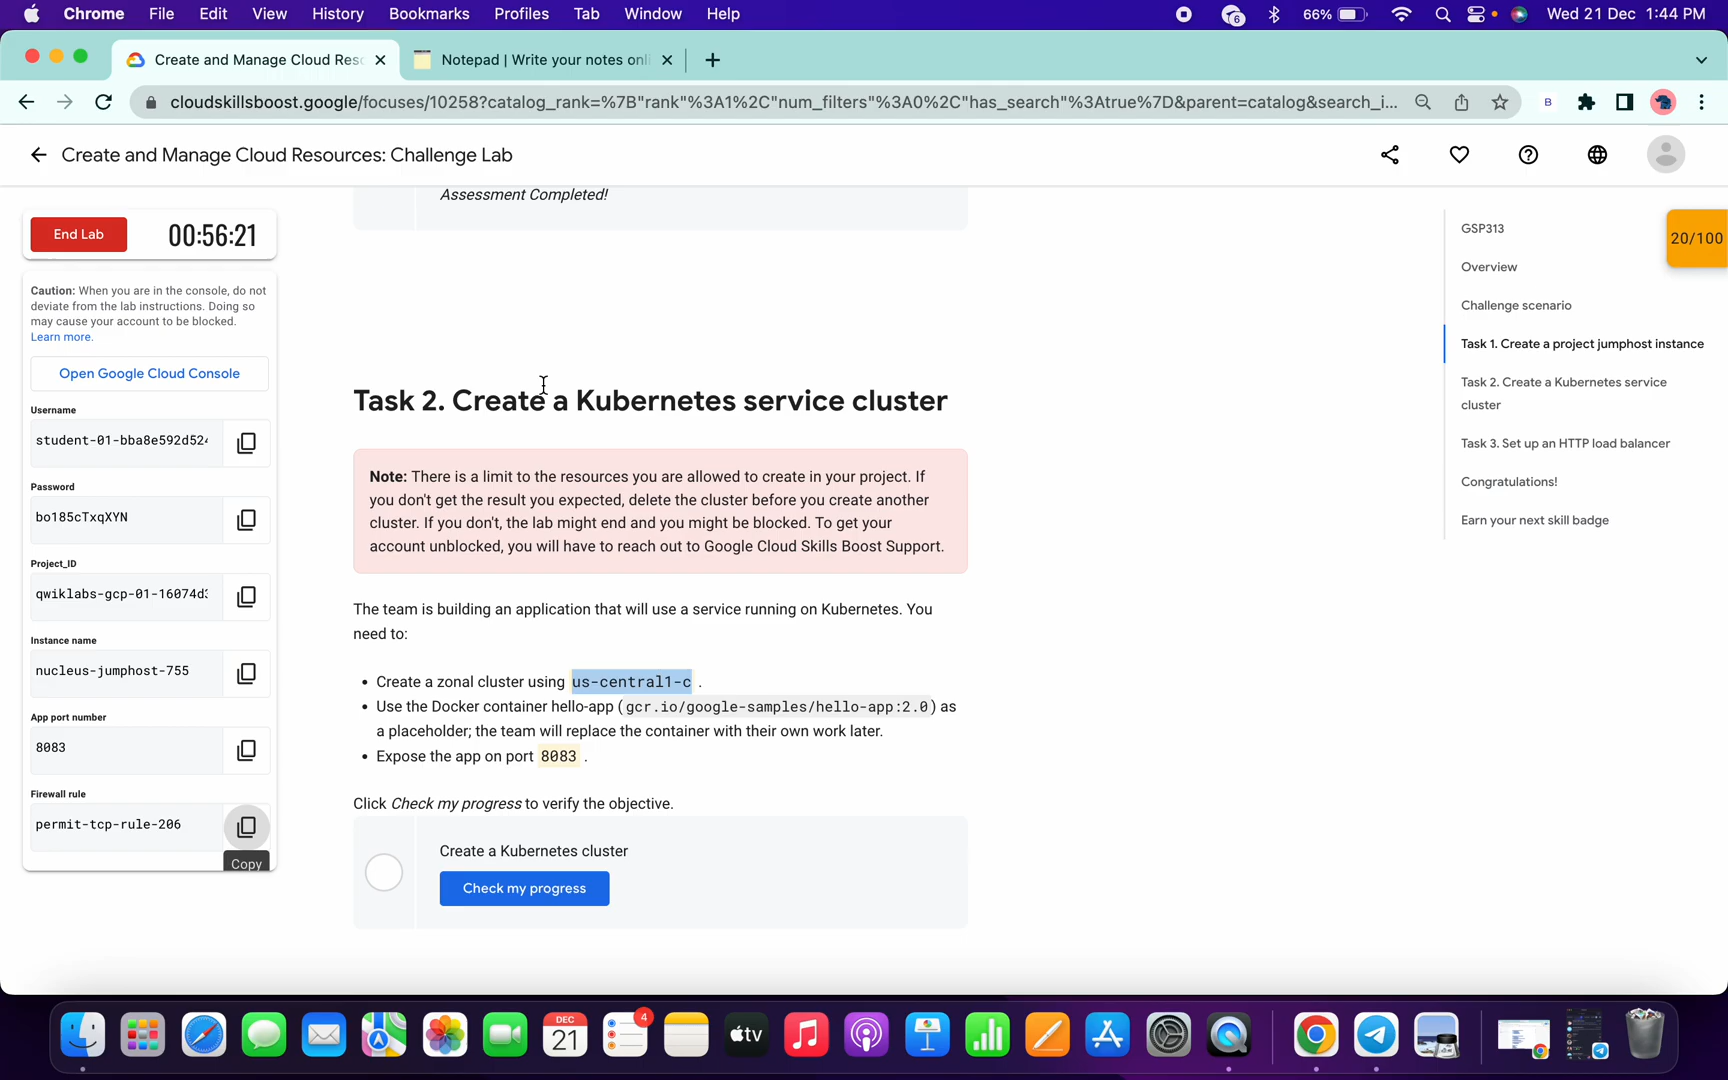 Chrome File Edit View History Bookmarks Profiles Tab Window Help 6 66% Wed 21 Dec 1:44 PM
Create and Manage Cloud Res Notepad | Write your notes onli
cloudskillsboost.google/focuses/10258?catalog_rank=%7B"rank"%3A1%2C"num_filters"%3A0%2C"has_search"%3Atrue%7D&parent=catalog&search_i... B
Create and Manage Cloud Resources: Challenge Lab
Assessment Completed!
End Lab 00:56:21
Caution: When you are in the console, do not
deviate from the lab instructions. Doing so
may cause your account to be blocked.
Learn more.
Open Google Cloud Console
Username
student-01-bba8e592d524
Password
bo185cTxqXYN
Project_ID
qwiklabs-gcp-01-16074d3
Instance name
nucleus-jumphost-755
App port number
8083
Firewall rule
permit-tcp-rule-206
Copy
Task 2. Create a Kubernetes service cluster
Note: There is a limit to the resources you are allowed to create in your project. If
you don't get the result you expected, delete the cluster before you create another
cluster. If you don't, the lab might end and you might be blocked. To get your
account unblocked, you will have to reach out to Google Cloud Skills Boost Support.
The team is building an application that will use a service running on Kubernetes. You
need to:
• Create a zonal cluster using us-central1-c .
• Use the Docker container hello-app (gcr.io/google-samples/hello-app:2.0) as
a placeholder; the team will replace the container with their own work later.
• Expose the app on port 8083 .
Click Check my progress to verify the objective.
Create a Kubernetes cluster
Check my progress
GSP313
Overview
Challenge scenario
Task 1. Create a project jumphost instance
Task 2. Create a Kubernetes service
cluster
Task 3. Set up an HTTP load balancer
Congratulations!
Earn your next skill badge
20/100
DEC
21
4
tv